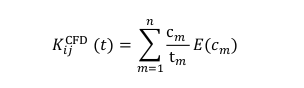 K_{ij}^{CFD} (t) = \sum_{m=1}^{n} \frac{c_m}{t_m} E(c_m)